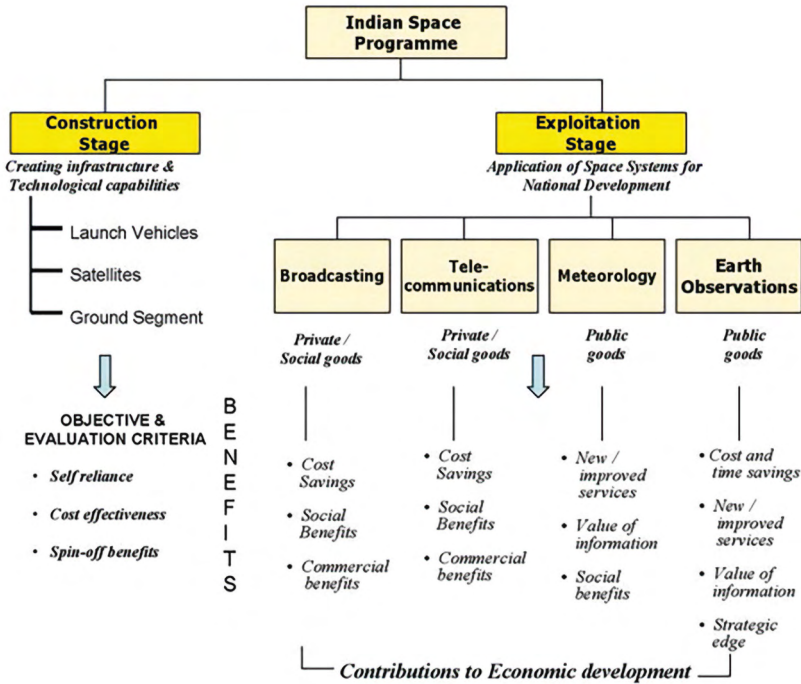 Indian Space
Programme
Construction
Stage
Creating infrastructure &
Technological capabilities
Launch Vehicles
Satellites
Ground Segment
OBJECTIVE &
EVALUATION CRITERIA
• Self reliance
• Cost effectiveness
• Spin-off benefits
Exploitation
Stage
Application of Space Systems for
National Development
BENEFITS
Broadcasting
Private /
Social goods
• Cost
Savings
• Social
Benefits
• Commercial
benefits
Tele-
communications
Private /
Social goods
• Cost
Savings
• Social
Benefits
• Commercial
benefits
Meteorology
Public
goods
• New /
improved
services
• Value of
information
• Social
benefits
Earth
Observations
Public
goods
• Cost and
time savings
• New /
improved
services
• Value of
information
• Strategic
edge
Contributions to Economic development